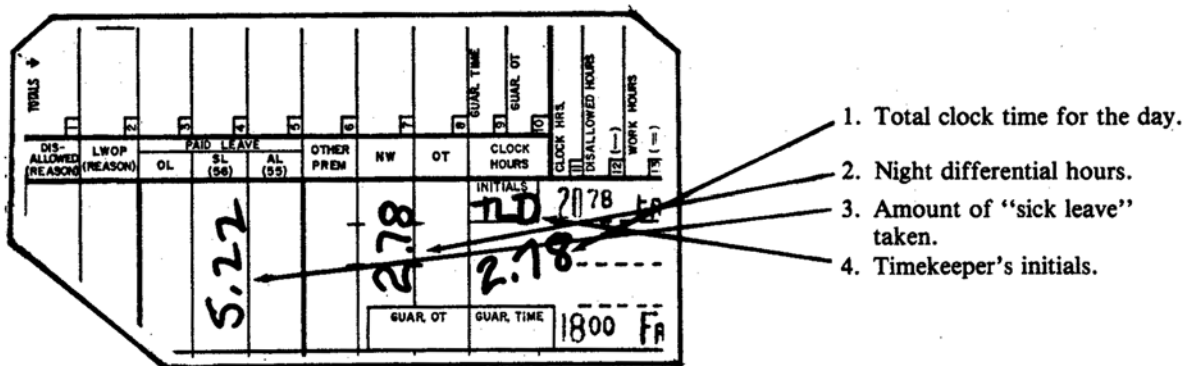 TOTALS
1 2 3 4 5 6 7 8 9 10
GUAR. TIME
GUAR. OT
CLOCK HRS.
11
DISALLOWED HOURS
12 (—)
WORK HOURS
13 (=)
DIS-
ALLOWED
(REASON)
LWOP
(REASON)
PAID LEAVE
OL
SL
(56)
AL
(55)
OTHER
PREM
NW
OT
CLOCK
HOURS
INITIALS
TLD
2078 FR
5.22
2.78
2.78
GUAR. OT
GUAR. TIME
1800 FR
1. Total clock time for the day.
2. Night differential hours.
3. Amount of "sick leave"
taken.
4. Timekeeper's initials.